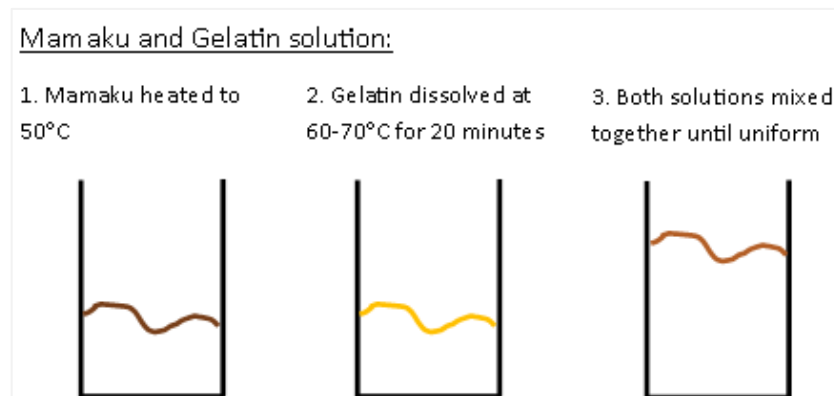 Mamaku and Gelatin solution:
1. Mamaku heated to
50°C
2. Gelatin dissolved at
60-70°C for 20 minutes
3. Both solutions mixed
together until uniform